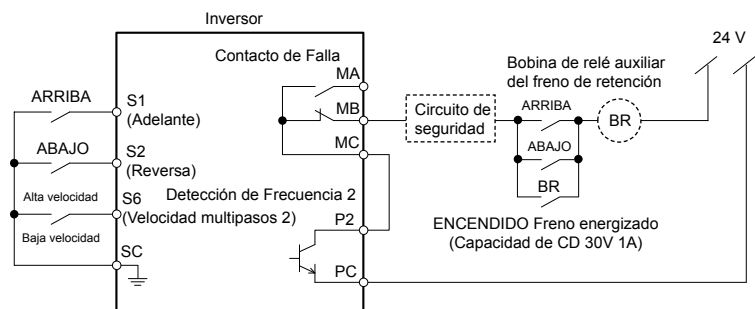 Inversor
24 V
Contacto de Falla
MA
Bobina de relé auxiliar
del freno de retención
ARRIBA
S1
(Adelante)
MB
Circuito de
seguridad
ARRIBA
BR
ABAJO
S2
(Reversa)
MC
ABAJO
Alta velocidad
S6
(Velocidad multipasos 2)
Detección de Frecuencia 2
BR
Baja velocidad
P2
ENCENDIDO Freno energizado
(Capacidad de CD 30V 1A)
SC
PC